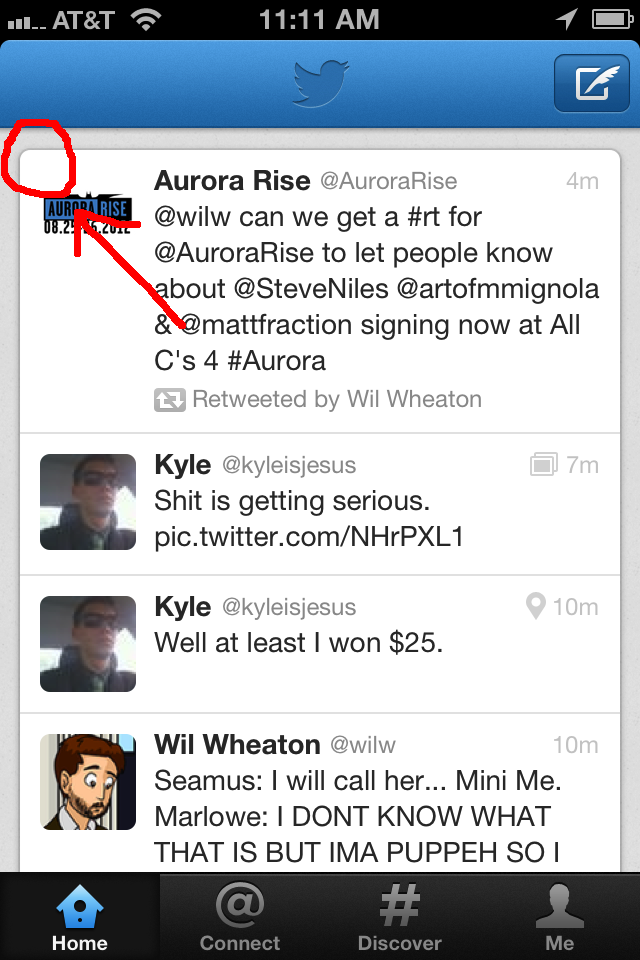 AT&T 11:11 AM
Aurora Rise @AuroraRise 4m
@wilw can we get a #rt for
@AuroraRise to let people know
about @SteveNiles @artofmmignola
& @mattfraction signing now at All
C's 4 #Aurora
Retweeted by Wil Wheaton
AURORA RISE
Kyle @kyleisjesus 7m
Shit is getting serious.
pic.twitter.com/NHrPXL1
Kyle @kyleisjesus 10m
Well at least I won $25.
Wil Wheaton @wilw 10m
Seamus: I will call her... Mini Me.
Marlowe: I DONT KNOW WHAT
THAT IS BUT IMA PUPPEH SO I
Home @ Connect # Discover Me